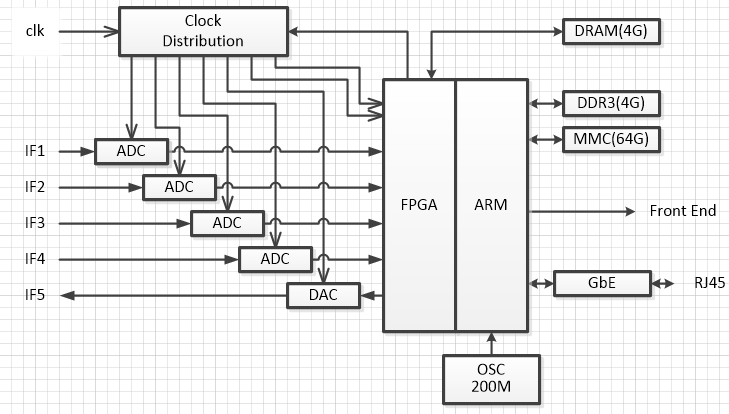 clk
Clock
Distribution
DRAM(4G)
DDR3(4G)
MMC(64G)
IF1
ADC
IF2
ADC
IF3
ADC
IF4
ADC
IF5
DAC
FPGA
ARM
Front End
GbE
RJ45
OSC
200M